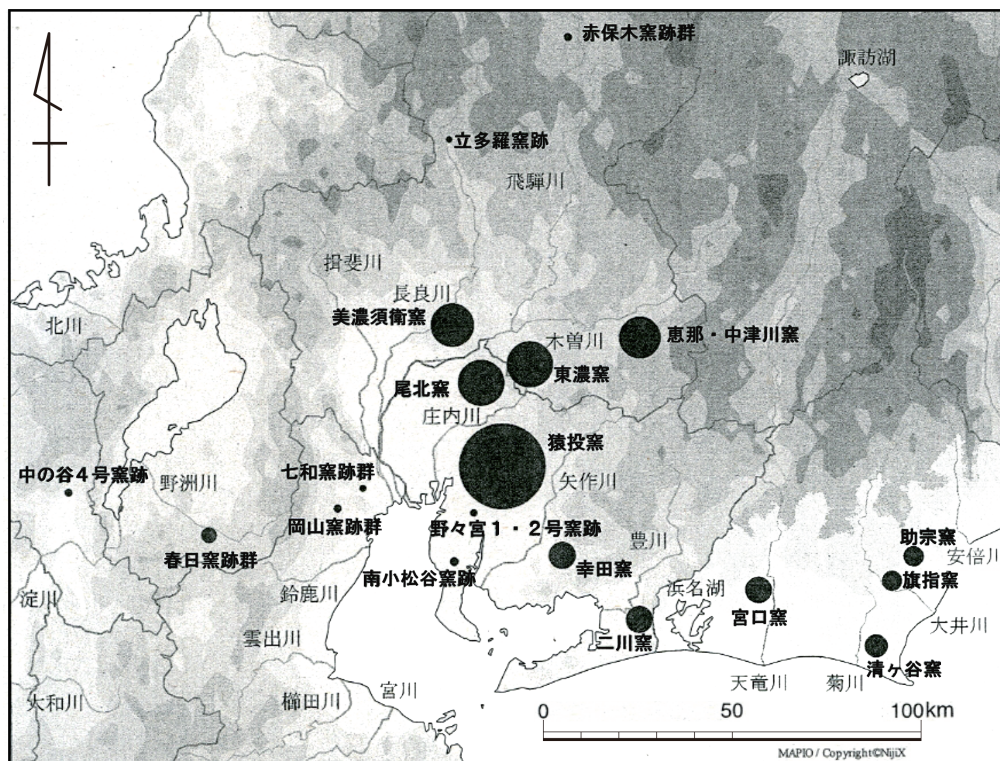 赤保木窯跡群
諏訪湖
立多羅窯跡
飛騨川
揖斐川
長良川
美濃須衛窯
北川
木曽川
恵那・中津川窯
東濃窯
尾北窯
庄内川
猿投窯
中の谷4号窯跡
野洲川
七和窯跡群
矢作川
岡山窯跡群
野々宮1・2号窯跡
豊川
助宗窯
安倍川
春日窯跡群
南小松谷窯跡
幸田窯
旗指窯
浜名湖
淀川
鈴鹿川
宮口窯
大井川
雲出川
二川窯
清ヶ谷窯
大和川
櫛田川
宮川
天竜川
菊川
0 50 100km
MAPIO / Copyright©NijiX